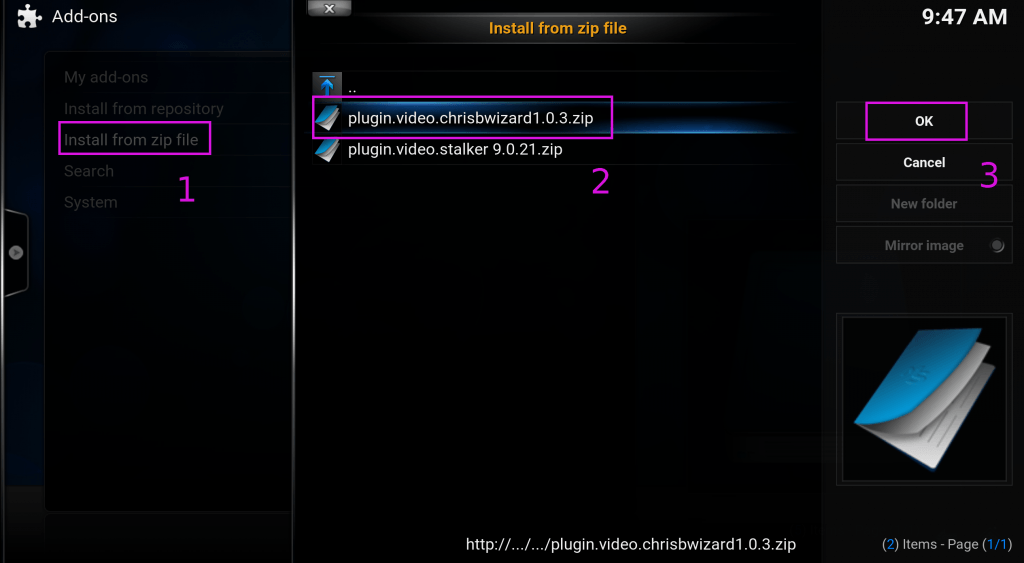 Add-ons
My add-ons
Install from repository
Install from zip file
Search
System
1
Install from zip file
..
plugin.video.chrisbwizard1.0.3.zip
plugin.video.stalker 9.0.21.zip
2
http://.../.../plugin.video.chrisbwizard1.0.3.zip
9:47 AM
OK
Cancel
3
New folder
Mirror image
(2) Items - Page (1/1)